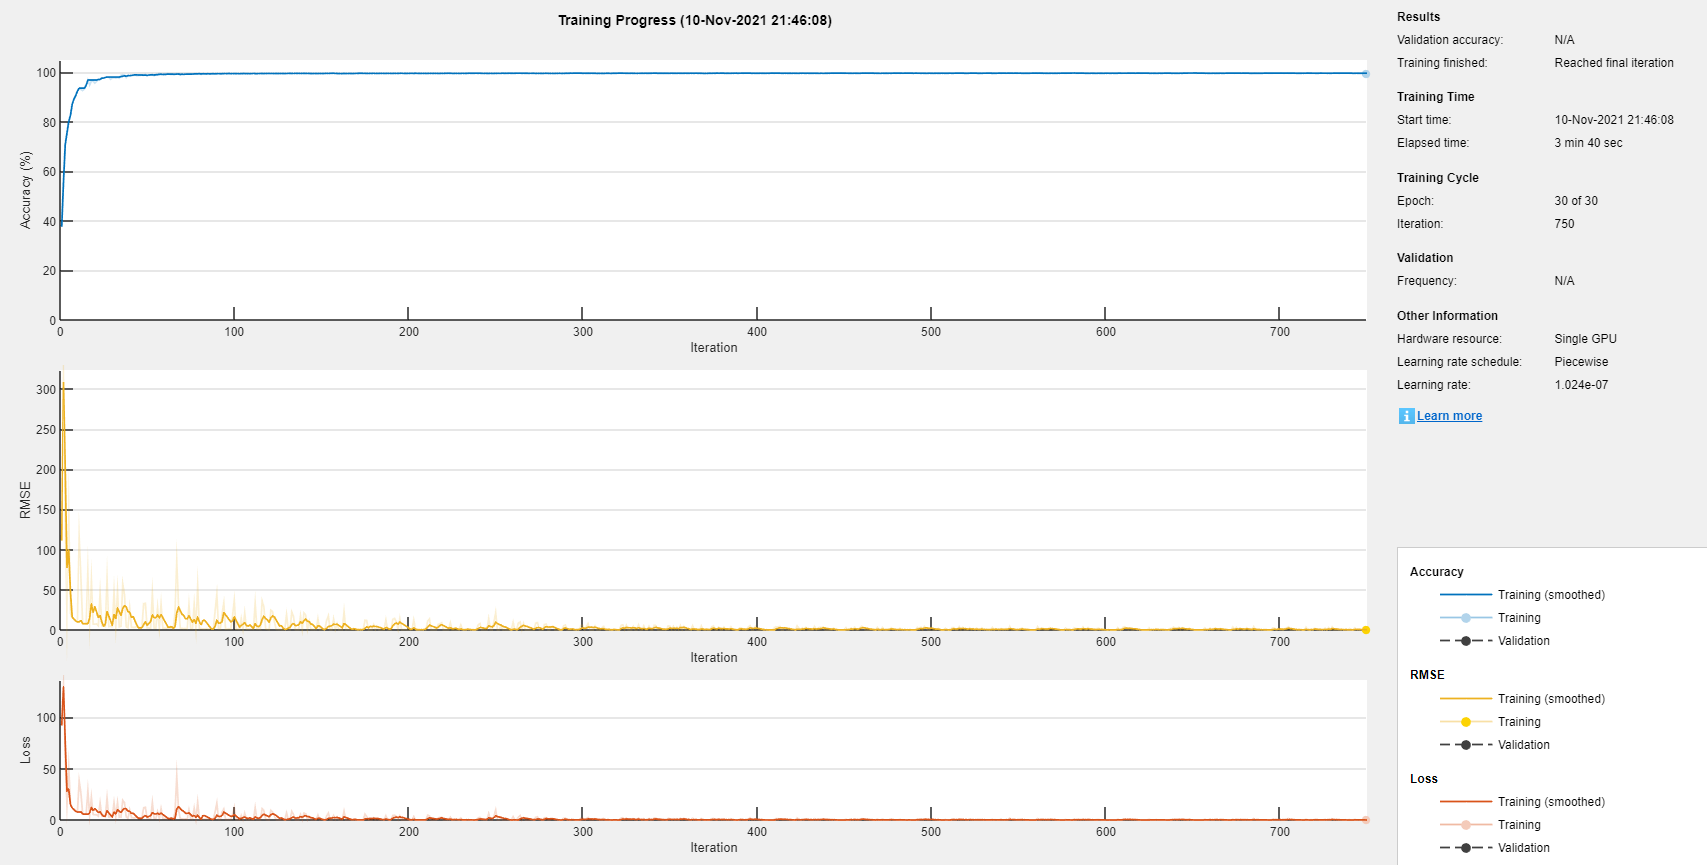 Training Progress (10-Nov-2021 21:46:08)
Accuracy (%)
100
80
60
40
20
0
0 100 200 300 400 500 600 700
Iteration
RMSE
300
250
200
150
100
50
0
0 100 200 300 400 500 600 700
Iteration
Loss
100
50
0
0 100 200 300 400 500 600 700
Iteration
Results
Validation accuracy: N/A
Training finished: Reached final iteration
Training Time
Start time: 10-Nov-2021 21:46:08
Elapsed time: 3 min 40 sec
Training Cycle
Epoch: 30 of 30
Iteration: 750
Validation
Frequency: N/A
Other Information
Hardware resource: Single GPU
Learning rate schedule: Piecewise
Learning rate: 1.024e-07
i Learn more
Accuracy
Training (smoothed)
Training
Validation
RMSE
Training (smoothed)
Training
Validation
Loss
Training (smoothed)
Training
Validation